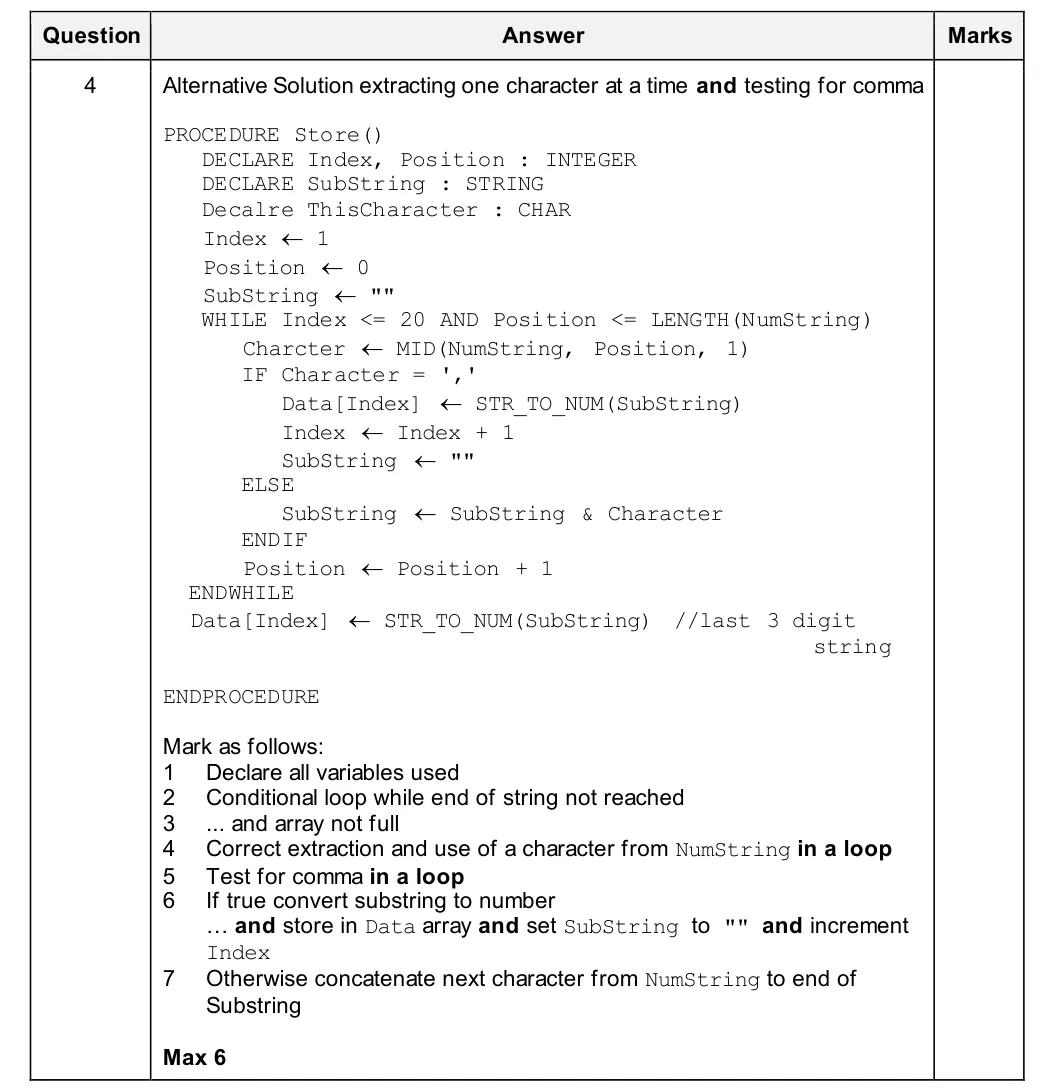 Question Answer Marks
4 Alternative Solution extracting one character at a time and testing for comma
PROCEDURE Store()
DECLARE Index, Position : INTEGER
DECLARE SubString : STRING
Decalre ThisCharacter : CHAR
Index ← 1
Position ← 0
SubString ← ""
WHILE Index <= 20 AND Position <= LENGTH(NumString)
Charcter ← MID(NumString, Position, 1)
IF Character = ','
Data[Index] ← STR_TO_NUM(SubString)
Index ← Index + 1
SubString ← ""
ELSE
SubString ← SubString & Character
ENDIF
Position ← Position + 1
ENDWHILE
Data[Index] ← STR_TO_NUM(SubString) //last 3 digit
string
ENDPROCEDURE
Mark as follows:
1 Declare all variables used
2 Conditional loop while end of string not reached
3 ... and array not full
4 Correct extraction and use of a character from NumString in a loop
5 Test for comma in a loop
6 If true convert substring to number
… and store in Data array and set SubString to "" and increment
Index
7 Otherwise concatenate next character from NumString to end of
Substring
Max 6